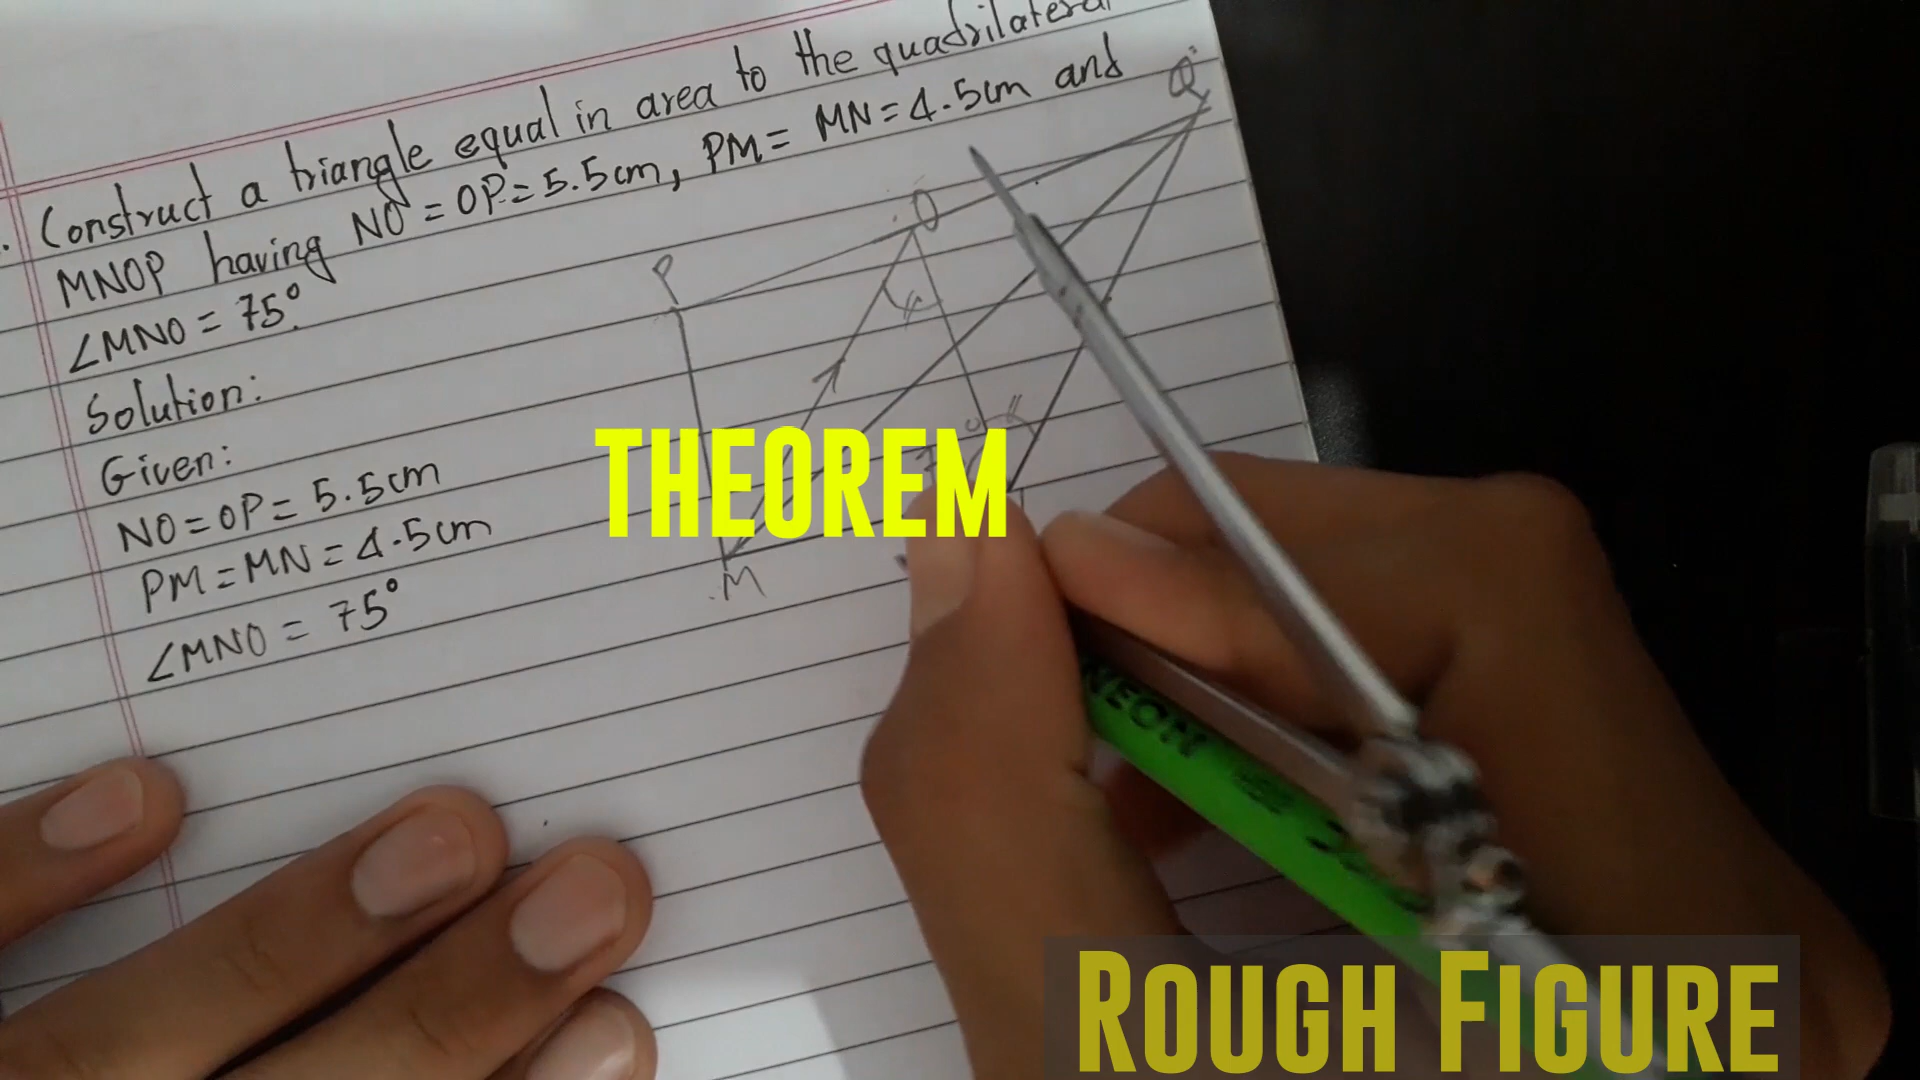 Construct a triangle equal in area to the quadrilateral
MNOP having NO = OP = 5.5cm, PM = MN = 4.5cm and
∠MNO = 75°.
Solution:
Given:
NO = OP = 5.5cm
PM = MN = 4.5cm
∠MNO = 75°
Q
O
P
M
THEOREM
NEON
ROUGH FIGURE